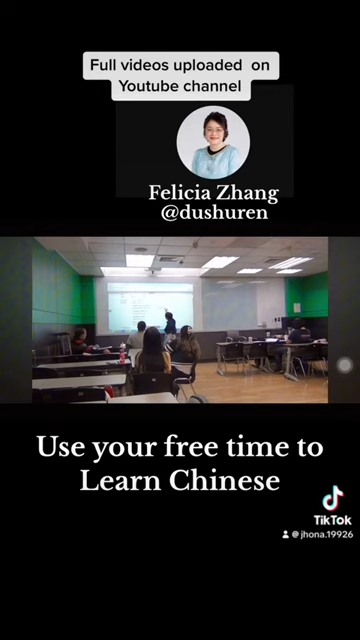 Full videos uploaded on
Youtube channel
Felicia Zhang
@dushuren
Use your free time to
Learn Chinese
TikTok
@ jhona.19926